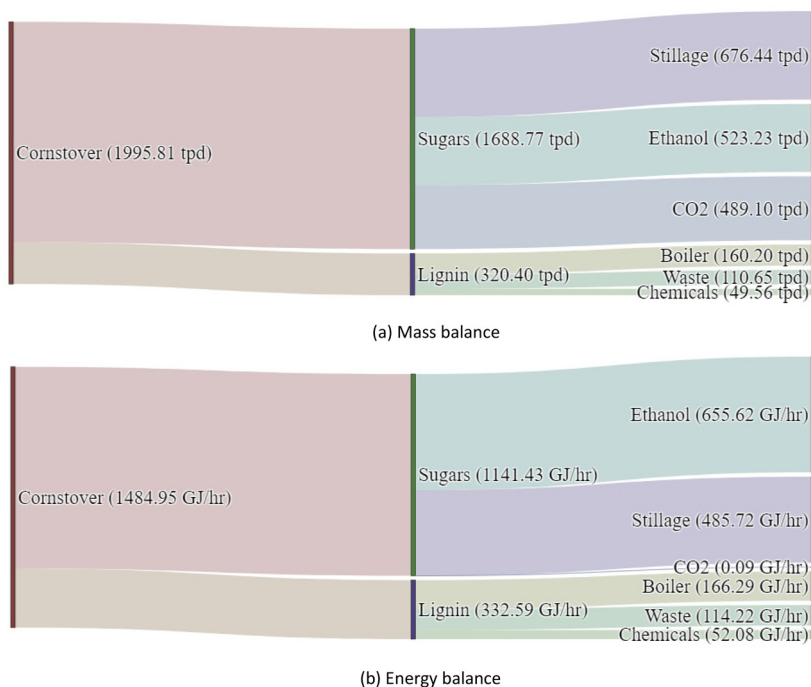 Stillage (676.44 tpd)
Cornstover (1995.81 tpd)
Sugars (1688.77 tpd)
Ethanol (523.23 tpd)
CO2 (489.10 tpd)
Boiler (160.20 tpd)
Lignin (320.40 tpd)
Waste (110.65 tpd)
Chemicals (49.56 tpd)
(a) Mass balance
Ethanol (655.62 GJ/hr)
Cornstover (1484.95 GJ/hr)
Sugars (1141.43 GJ/hr)
Stillage (485.72 GJ/hr)
CO2 (0.09 GJ/hr)
Boiler (166.29 GJ/hr)
Lignin (332.59 GJ/hr)
Waste (114.22 GJ/hr)
Chemicals (52.08 GJ/hr)
(b) Energy balance